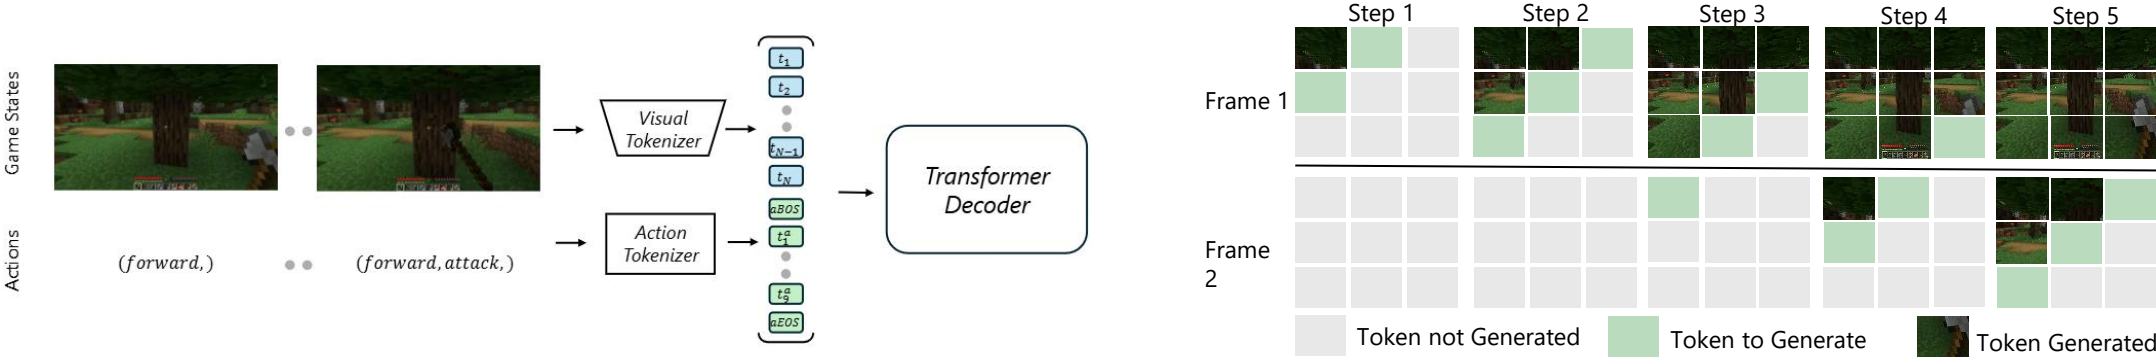 Game States
Actions
(forward,)
(forward,attack,)
Visual
Tokenizer
Action
Tokenizer
t₁
t₂
t_{N−1}
t_N
aBOS
t₁ᵃ
t₉ᵃ
aEOS
Transformer
Decoder
Step 1 Step 2 Step 3 Step 4 Step 5
Frame 1
Frame
2
Token not Generated Token to Generate Token Generated